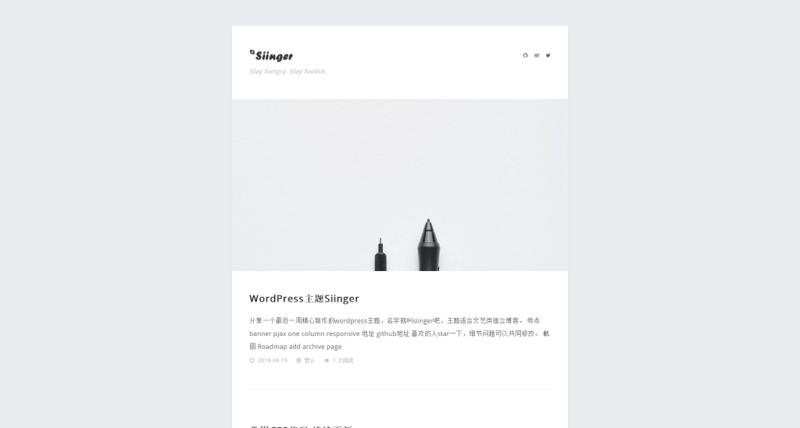 Siinger
Stay hungry. Stay foolish.
WordPress主题Siinger
分享一个最近一周精心制作的wordpress主题，名字就叫siinger吧。主题适合文艺类独立博客。 特点
banner pjax one column responsive 地址 github地址 喜欢的人star一下，细节问题可以共同修改。 截
图 Roadmap add archive page
2016-08-19 默认 1 次阅读